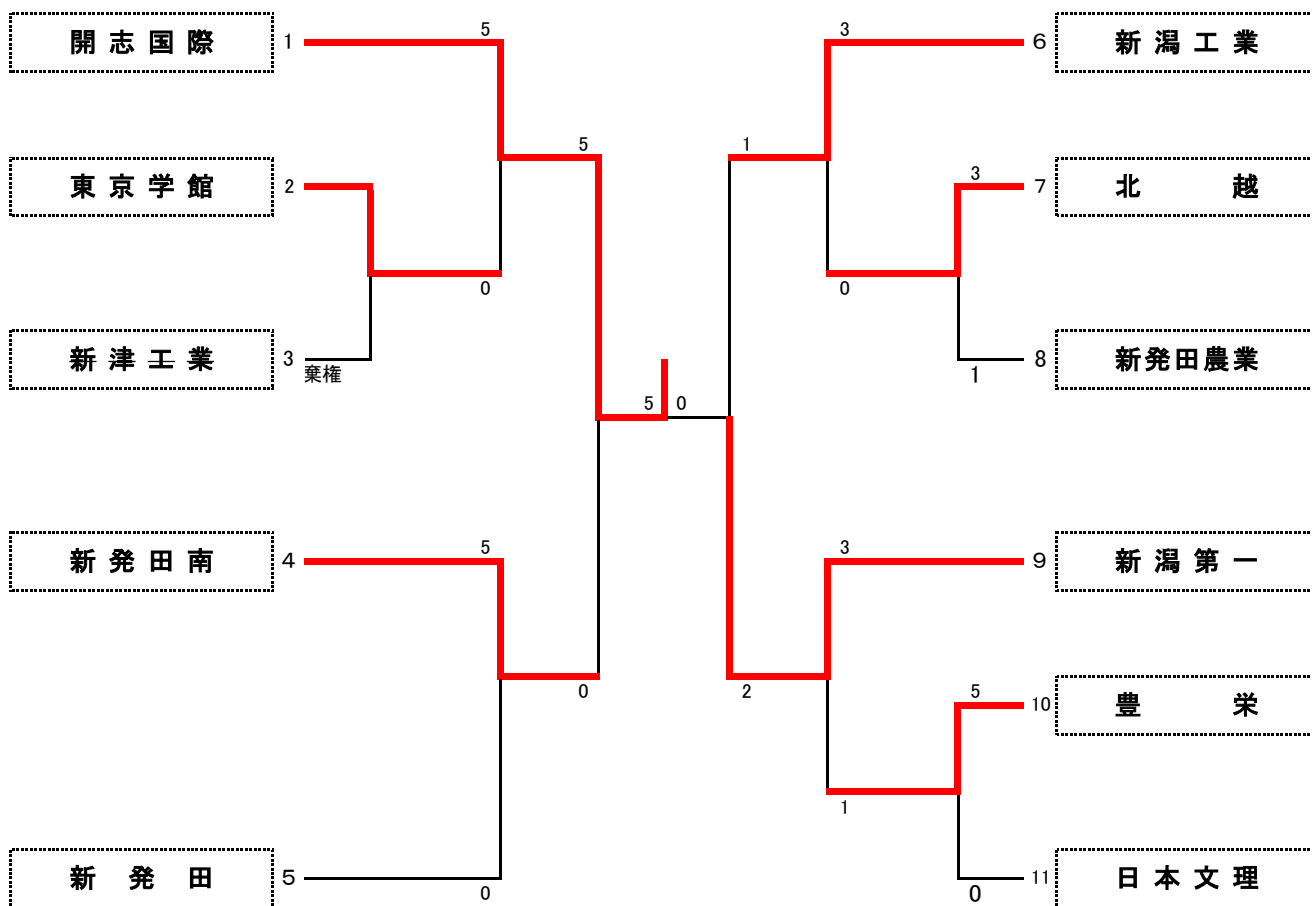 開志国際 1 5 3 6 新潟工業
5 1
東京学館 2 3 7 北越
0 0
新津工業 3 8 新発田農業
棄権 1
5 0
新発田南 4 5 3 9 新潟第一
0 2 5 10 豊栄
1
新発田 5 0 0 11 日本文理